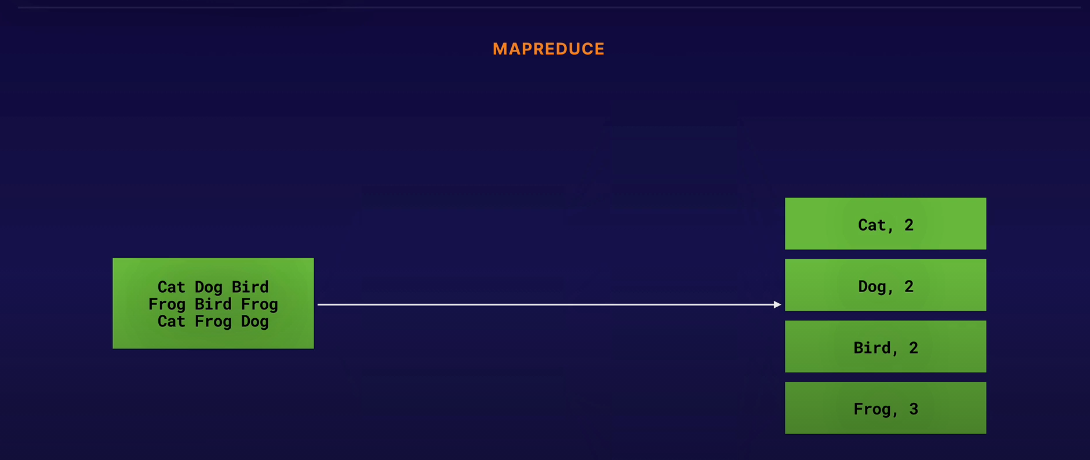 MAPREDUCE
Cat Dog Bird
Frog Bird Frog
Cat Frog Dog
Cat, 2
Dog, 2
Bird, 2
Frog, 3